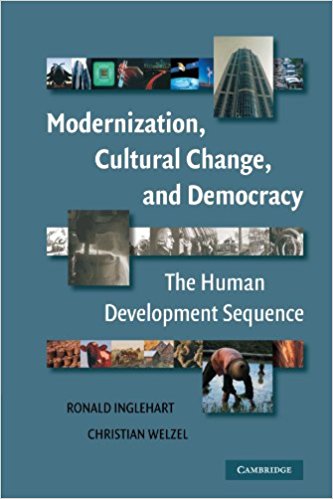 Modernization,
Cultural Change,
and Democracy
The Human
Development Sequence
RONALD INGLEHART
CHRISTIAN WELZEL
CAMBRIDGE